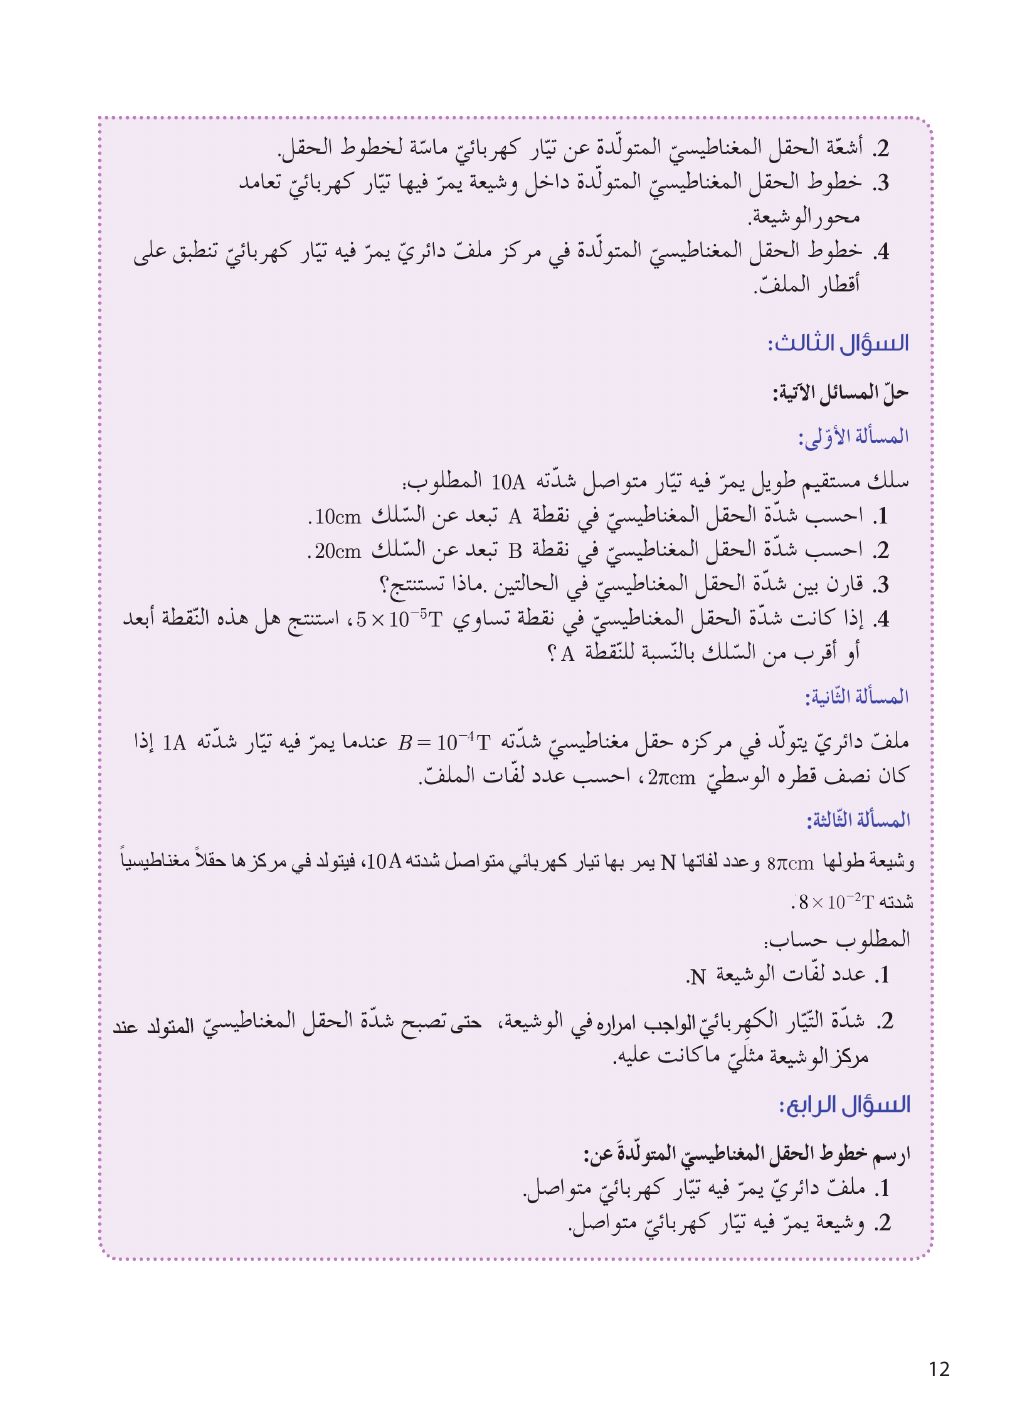 2. أشعّة الحقل المغناطيسيّ المتولّدة عن تيّار كهربائيّ ماسّة لخطوط الحقل.
3. خطوط الحقل المغناطيسيّ المتولّدة داخل وشيعة يمرّ فيها تيّار كهربائيّ تعامد
محورالوشيعة.
4. خطوط الحقل المغناطيسيّ المتولّدة في مركز ملفّ دائريّ يمرّ فيه تيّار كهربائيّ تنطبق على
أقطار الملفّ.
السؤال الثالث:
حلّ المسائل الآتية:
المسألة الأوّلى:
سلك مستقيم طويل يمرّ فيه تيّار متواصل شدّته 10A المطلوب:
1. احسب شدّة الحقل المغناطيسيّ في نقطة A تبعد عن السّلك 10cm.
2. احسب شدّة الحقل المغناطيسيّ في نقطة B تبعد عن السّلك 20cm.
3. قارن بين شدّة الحقل المغناطيسيّ في الحالتين .ماذا تستنتج؟
4. إذا كانت شدّة الحقل المغناطيسيّ في نقطة تساوي 5 × 10⁻⁵T، استنتج هل هذه النّقطة أبعد
أو أقرب من السّلك بالنّسبة للنّقطة A ؟
المسألة الثّانية:
ملفّ دائريّ يتولّد في مركزه حقل مغناطيسيّ شدّته B = 10⁻⁴T عندما يمرّ فيه تيّار شدّته 1A إذا
كان نصف قطره الوسطيّ 2πcm، احسب عدد لفّات الملفّ.
المسألة الثّالثة:
وشيعة طولها 8πcm وعدد لفاتها N يمر بها تيار كهربائي متواصل شدته 10A، فيتولد في مركزها حقلاً مغناطيسياً
شدته 8 × 10⁻²T .
المطلوب حساب:
1. عدد لفّات الوشيعة N.
2. شدّة التّيّار الكهربائيّ الواجب امراره في الوشيعة، حتى تصبح شدّة الحقل المغناطيسيّ المتولد عند
مركز الوشيعة مثليّ ماكانت عليه.
السؤال الرابع:
ارسم خطوط الحقل المغناطيسيّ المتولّدةَ عن:
1. ملفّ دائريّ يمرّ فيه تيّار كهربائيّ متواصل.
2. وشيعة يمرّ فيه تيّار كهربائيّ متواصل.
12